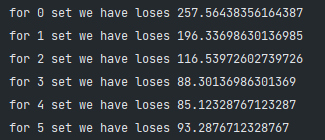 for 0 set we have loses 257.56438356164387
for 1 set we have loses 196.33698630136985
for 2 set we have loses 116.53972602739726
for 3 set we have loses 88.30136986301369
for 4 set we have loses 85.12328767123287
for 5 set we have loses 93.2876712328767